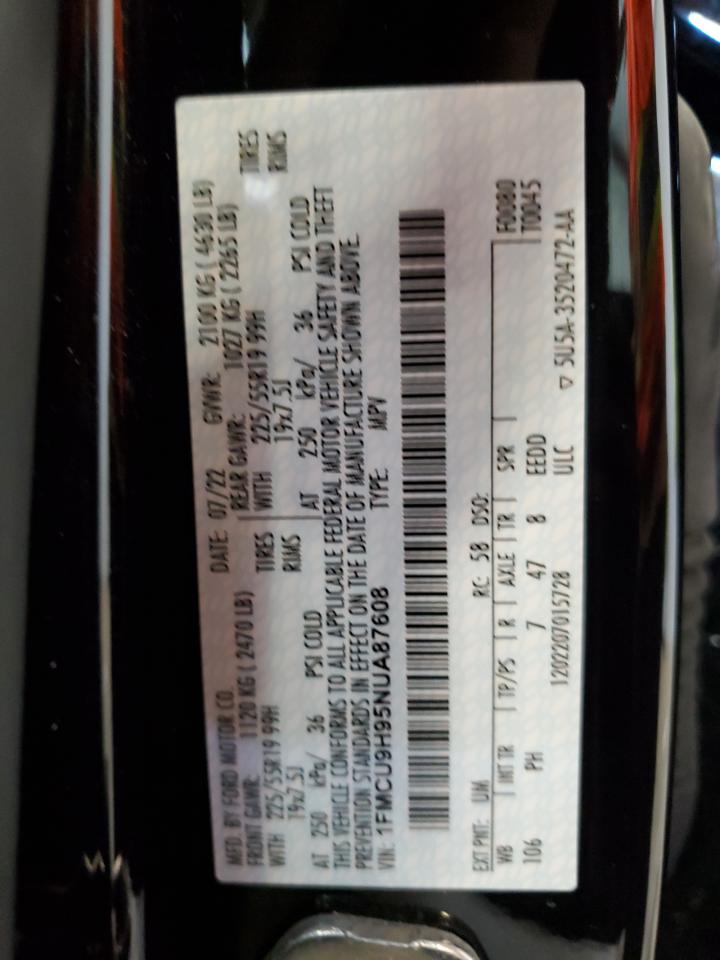 MFD. BY FORD MOTOR CO.
DATE: 07/22 GVWR: 2100 KG ( 4630 LB)
FRONT GAWR: 1120 KG ( 2470 LB) REAR GAWR: 1027 KG ( 2265 LB)
WITH 225/55R19 99H TIRES WITH 225/55R19 99H TIRES
19x7.5J RIMS 19x7.5J RIMS
AT 250 kPa/ 36 PSI COLD AT 250 kPa/ 36 PSI COLD
THIS VEHICLE CONFORMS TO ALL APPLICABLE FEDERAL MOTOR VEHICLE SAFETY AND THEFT
PREVENTION STANDARDS IN EFFECT ON THE DATE OF MANUFACTURE SHOWN ABOVE.
VIN: 1FMCU9H95NUA87608 TYPE: MPV
EXT PNT: UM RC: 58 DSO:
WB INT TR TP/PS R AXLE TR SPR F0080
106 PH 7 47 8 EEDD T0045
1202207015728 ULC ▽ 5U5A-3520472-AA